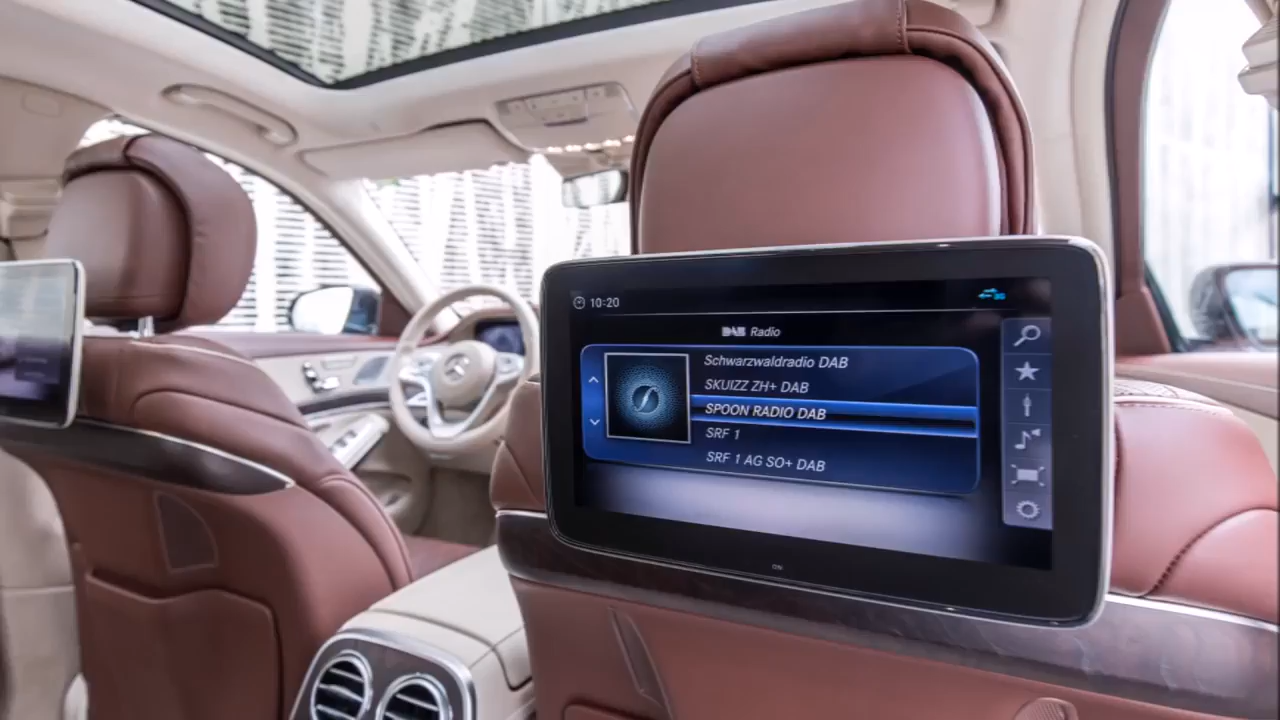 10:20
DAB Radio
Schwarzwaldradio DAB
SKUIZZ ZH+ DAB
SPOON RADIO DAB
SRF 1
SRF 1 AG SO+ DAB